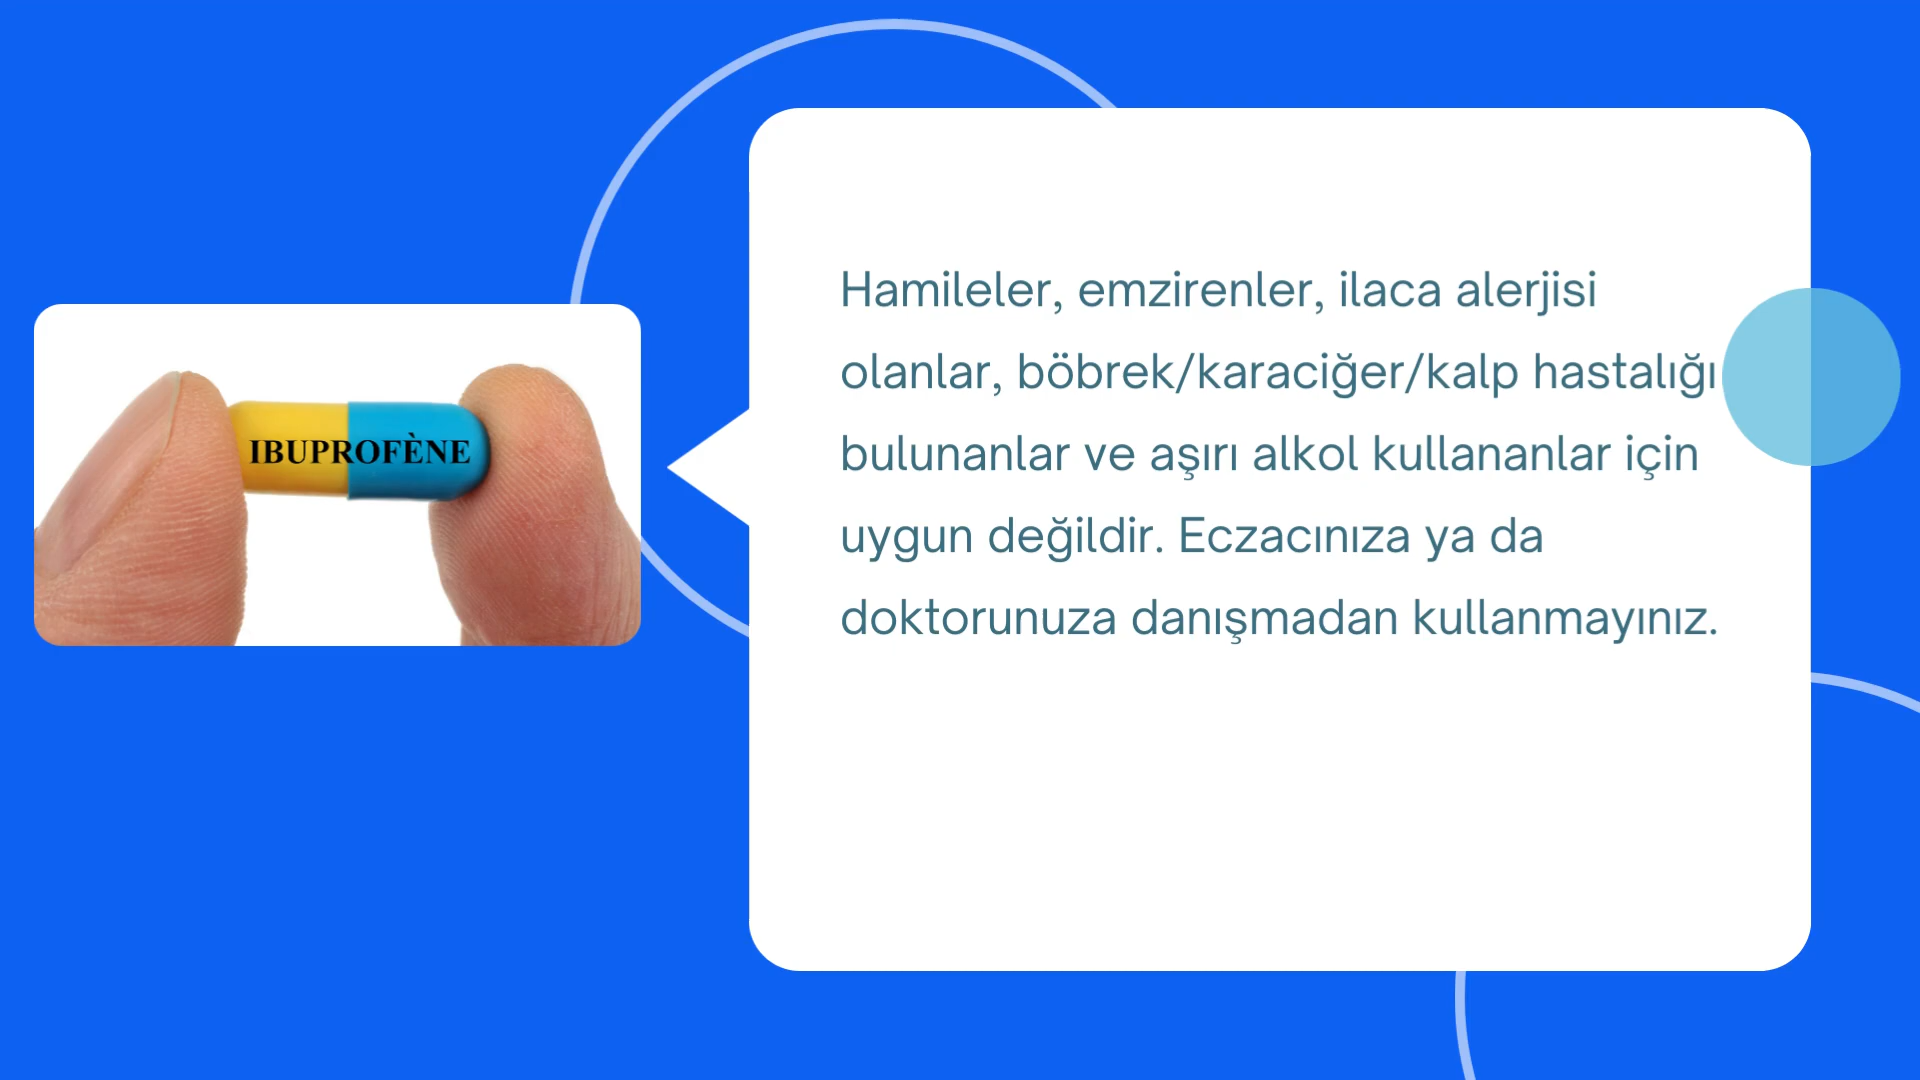 IBUPROFÈNE
Hamileler, emzirenler, ilaca alerjisi
olanlar, böbrek/karaciğer/kalp hastalığı
bulunanlar ve aşırı alkol kullananlar için
uygun değildir. Eczacınıza ya da
doktorunuza danışmadan kullanmayınız.